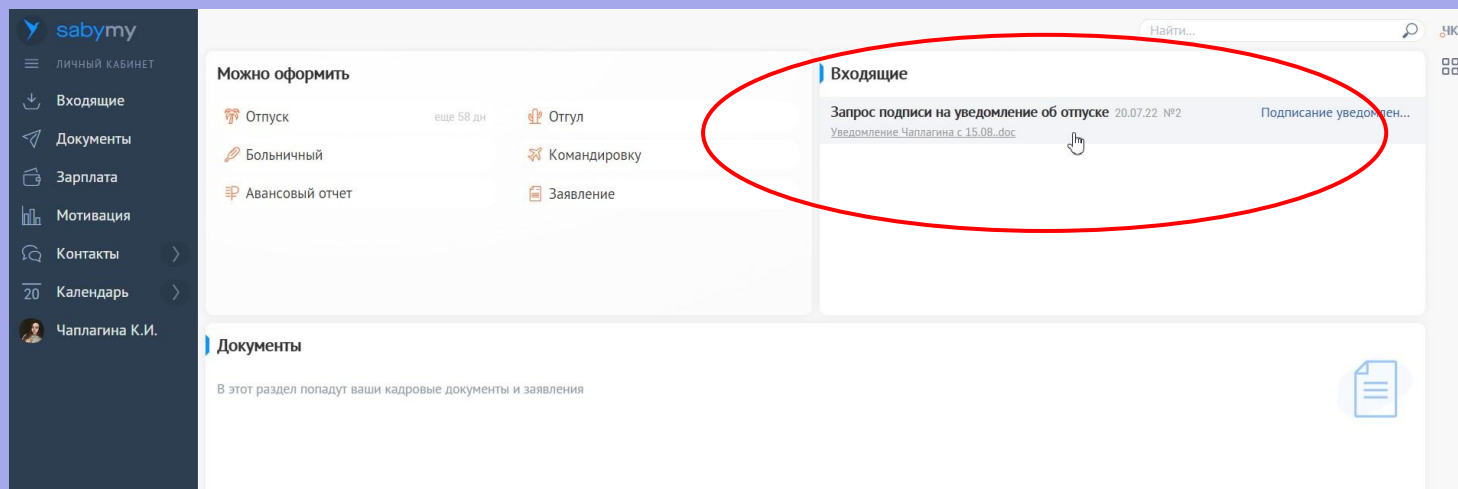 sabymy
ЛИЧНЫЙ КАБИНЕТ
Входящие
Документы
Зарплата
Мотивация
Контакты
20 Календарь
Чаплагина К.И.
Найти...
ЧК
Можно оформить
Отпуск еще 58 дн
Отгул
Больничный
Командировку
Авансовый отчет
Заявление
Входящие
Запрос подписи на уведомление об отпуске 20.07.22 №2 Подписание уведомлен...
Уведомление Чаплагина с 15.08..doc
Документы
В этот раздел попадут ваши кадровые документы и заявления